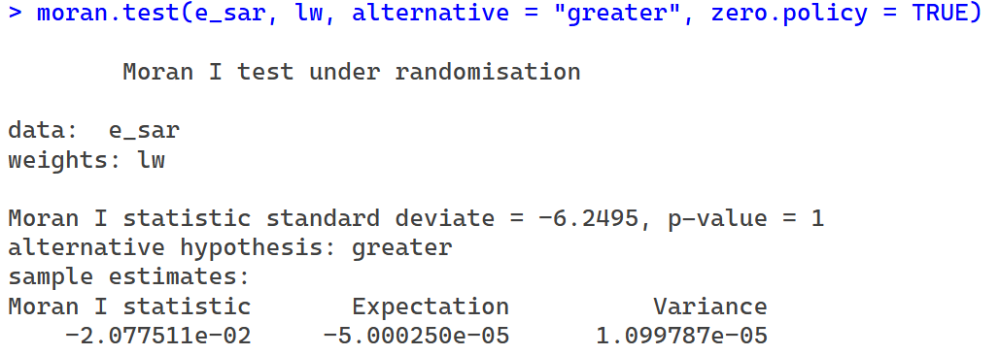 > moran.test(e_sar, lw, alternative = "greater", zero.policy = TRUE)
Moran I test under randomisation
data:  e_sar
weights: lw
Moran I statistic standard deviate = -6.2495, p-value = 1
alternative hypothesis: greater
sample estimates:
Moran I statistic       Expectation          Variance
    -2.077511e-02     -5.000250e-05      1.099787e-05